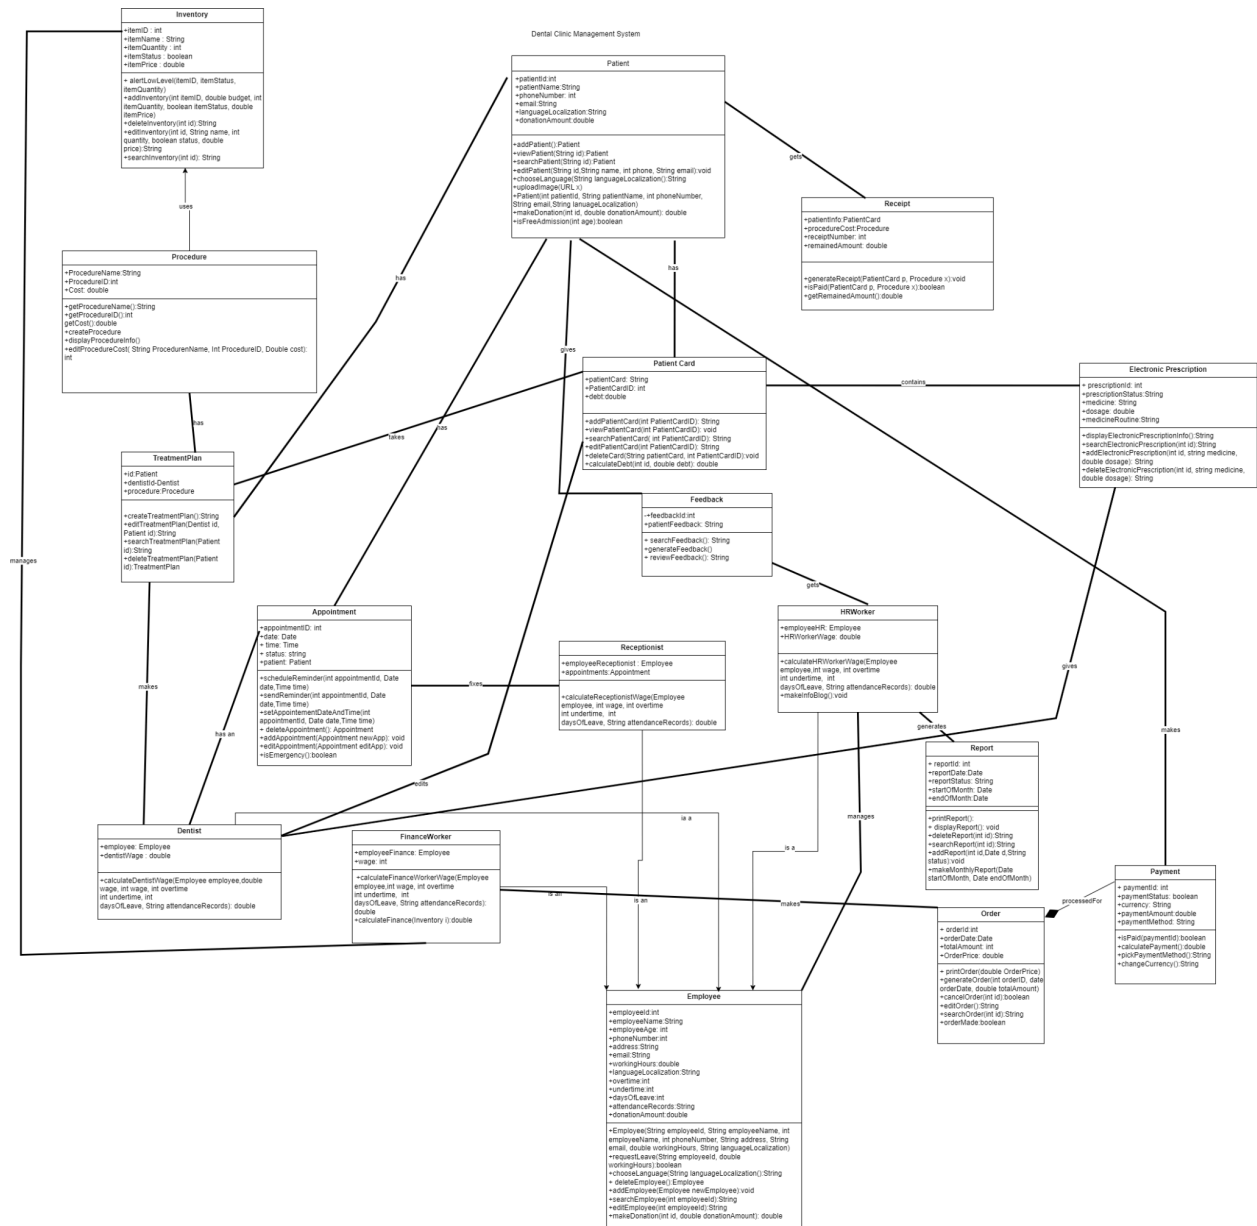 Dental Clinic Management System
Inventory
+itemID : int
+itemName : String
+itemQuantity : int
+itemStatus : boolean
+itemPrice : double
+ alertLowLevel(itemID, itemStatus,
itemQuantity)
+addInventory(int itemID, double budget, int
itemQuantity, boolean itemStatus, double
itemPrice)
+deleteInventory(int id):String
+editInventory(int id, String name, int
quantity, boolean status, double
price):String
+searchInventory(int id): String
uses
Procedure
+ProcedureName:String
+ProcedureID:int
+Cost: double
+getProcedureName():String
+getProcedureID():int
getCost():double
+createProcedure
+displayProcedureInfo()
+editProcedureCost( String ProcedurenName, Int ProcedureID, Double cost):
int
has
TreatmentPlan
+id:Patient
+dentistId-Dentist
+procedure:Procedure
+createTreatmentPlan():String
+editTreatmentPlan(Dentist id,
Patient id):String
+searchTreatmentPlan(Patient
id):String
+deleteTreatmentPlan(Patient
id):TreatmentPlan
manages
makes
Patient
+patientId:int
+patientName:String
+phoneNumber: int
+email:String
+languageLocalization:String
+donationAmount:double
+addPatient():Patient
+viewPatient(String id):Patient
+searchPatient(String id):Patient
+editPatient(String id,String name, int phone, String email):void
+chooseLanguage(String languageLocalization():String
+uploadImage(URL x)
+Patient(int patientId, String patientName, int phoneNumber,
String email,String lanuageLocalization)
+makeDonation(int id, double donationAmount): double
+isFreeAdmission(int age):boolean
gets
has
has
has
gives
takes
Receipt
+patientInfo:PatientCard
+procedureCost:Procedure
+receiptNumber: int
+remainedAmount: double
+generateReceipt(PatientCard p, Procedure x):void
+isPaid(PatientCard p, Procedure x):boolean
+getRemainedAmount():double
Patient Card
+patientCard: String
+PatientCardID: int
+debt:double
+addPatientCard(int PatientCardID): String
+viewPatientCard(int PatientCardID): void
+searchPatientCard( int PatientCardID): String
+editPatientCard(int PatientCardID): String
+deleteCard(String patientCard, int PatientCardID):void
+calculateDebt(int id, double debt): double
contains
Electronic Prescription
+ prescriptionId: int
+prescriptionStatus:String
+medicine: String
+dosage: double
+medicineRoutine:String
+displayElectronicPrescriptionInfo():String
+searchElectronicPrescription(int id):String
+addElectronicPrescription(int id, string medicine,
double dosage): String
+deleteElectronicPrescription(int id, string medicine,
double dosage): String
Feedback
-+feedbackId:int
+patientFeedback: String
+ searchFeedback(): String
+generateFeedback()
+ reviewFeedback(): String
gets
Appointment
+appointmentID: int
+date: Date
+ time: Time
+ status: string
+patient: Patient
+scheduleReminder(int appointmentId, Date
date,Time time)
+sendReminder(int appointmentId, Date
date,Time time)
+setAppointementDateAndTime(int
appointmentId, Date date,Time time)
+ deleteAppointment(): Appointment
+addAppointment(Appointment newApp): void
+editAppointment(Appointment editApp): void
+isEmergency():boolean
fixes
Receptionist
+employeeReceptionist : Employee
+appointments:Appointment
+calculateReceptionistWage(Employee
employee, int wage, int overtime
int undertime, int
daysOfLeave, String attendanceRecords): double
HRWorker
+employeeHR: Employee
+HRWorkerWage: double
+calculateHRWorkerWage(Employee
employee,int wage, int overtime
int undertime, int
daysOfLeave, String attendanceRecords): double
+makeInfoBlog():void
gives
generates
makes
has an
edits
Report
+ reportId: int
+reportDate:Date
+reportStatus: String
+startOfMonth: Date
+endOfMonth:Date
+printReport():
+ displayReport(): void
+deleteReport(int id):String
+searchReport(int id):String
+addReport(int id,Date d,String
status):void
+makeMonthlyReport(Date
startOfMonth, Date endOfMonth)
Dentist
+employee: Employee
+dentistWage : double
+calculateDentistWage(Employee employee,double
wage, int wage, int overtime
int undertime, int
daysOfLeave, String attendanceRecords): double
FinanceWorker
+employeeFinance: Employee
+wage: int
+calculateFinanceWorkerWage(Employee
employee,int wage, int overtime
int undertime, int
daysOfLeave, String attendanceRecords):
double
+calculateFinance(Inventory i):double
ia a
is an
is an
is a
manages
makes
Payment
+ paymentId: int
+paymentStatus: boolean
+currency: String
+paymentAmount:double
+paymentMethod: String
+isPaid(paymentId):boolean
+calculatePayment():double
+pickPaymentMethod():String
+changeCurrency():String
processedFor
Order
+ orderId:int
+orderDate:Date
+totalAmount: int
+OrderPrice: double
+ printOrder(double OrderPrice)
+generateOrder(int orderID, date
orderDate, double totalAmount)
+cancelOrder(int id):boolean
+editOrder():String
+searchOrder(int id):String
+orderMade:boolean
Employee
+employeeId:int
+employeeName:String
+employeeAge: int
+phoneNumber:int
+address:String
+email:String
+workingHours:double
+languageLocalization:String
+overtime:int
+undertime:int
+daysOfLeave:int
+attendanceRecords:String
+donationAmount:double
+Employee(String employeeId, String employeeName, int
employeeName, int phoneNumber, String address, String
email, double workingHours, String languageLocalization)
+requestLeave(String employeeId, double
workingHours):boolean
+chooseLanguage(String languageLocalization():String
+ deleteEmployee():Employee
+addEmployee(Employee newEmployee):void
+searchEmployee(int employeeId):String
+editEmployee(int employeeId):String
+makeDonation(int id, double donationAmount): double